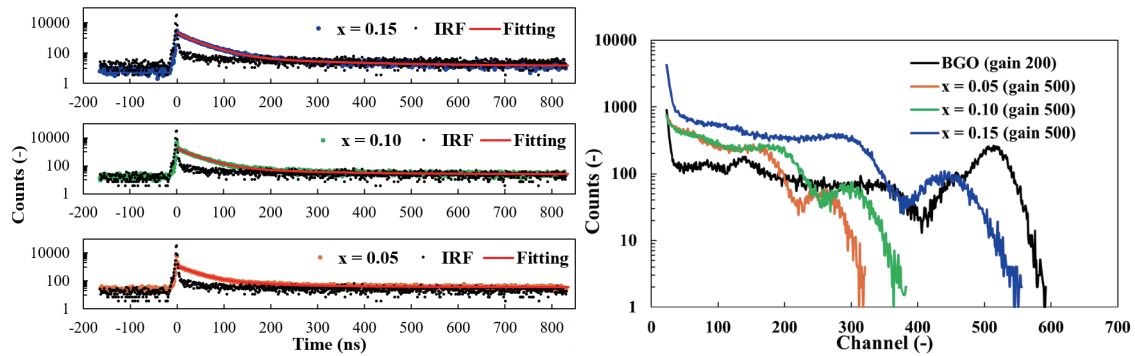 10000
100
1
x = 0.15 IRF Fitting
-200 -100 0 100 200 300 400 500 600 700 800
10000
100
1
x = 0.10 IRF Fitting
-200 -100 0 100 200 300 400 500 600 700 800
10000
100
1
x = 0.05 IRF Fitting
-200 -100 0 100 200 300 400 500 600 700 800
Counts (-)
Time (ns)
10000
1000
100
10
1
Counts (-)
BGO (gain 200)
x = 0.05 (gain 500)
x = 0.10 (gain 500)
x = 0.15 (gain 500)
0 100 200 300 400 500 600 700
Channel (-)